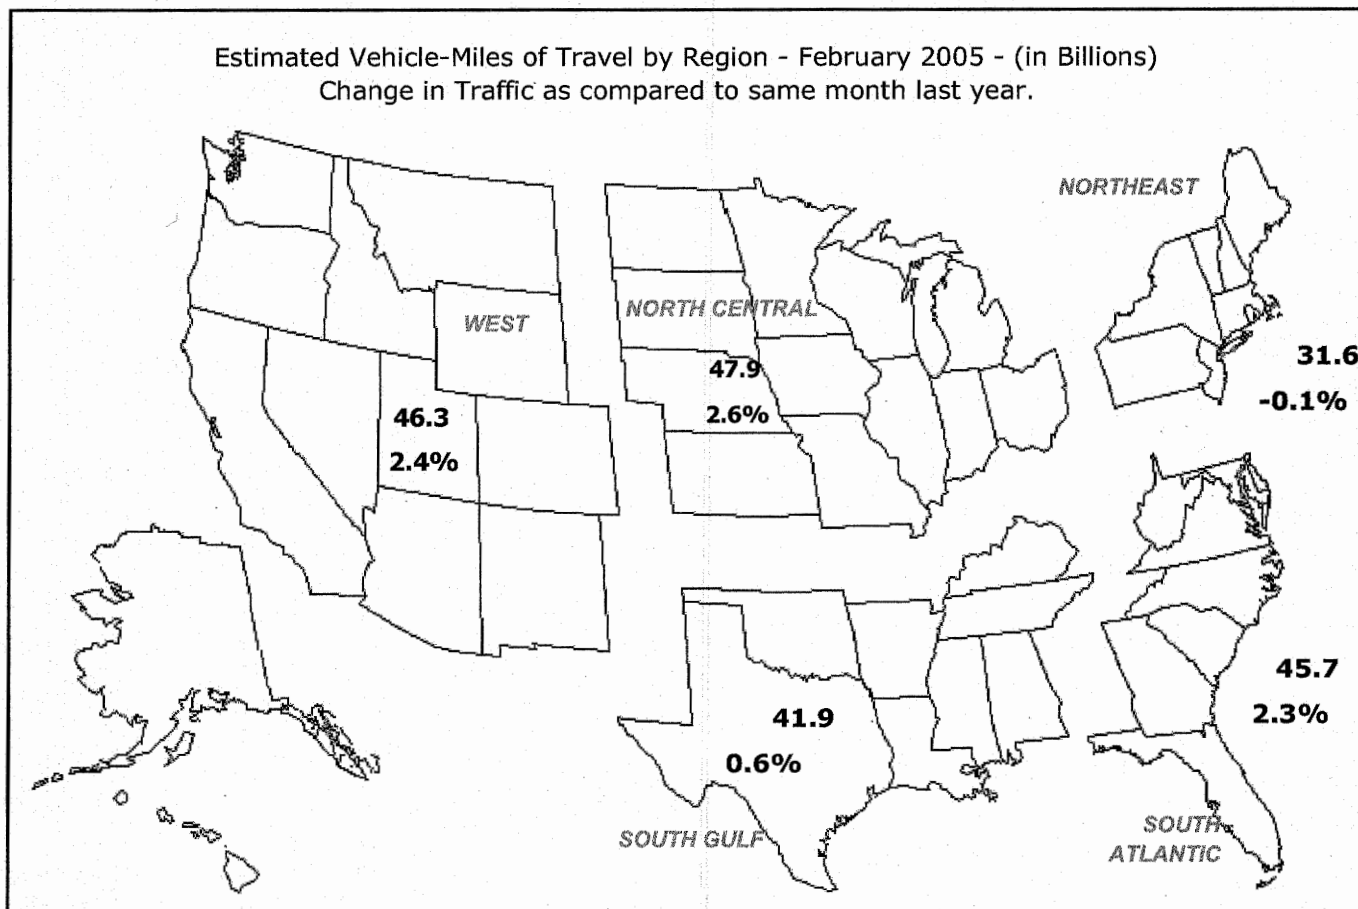 Estimated Vehicle-Miles of Travel by Region - February 2005 - (in Billions)
Change in Traffic as compared to same month last year.
NORTHEAST
31.6
-0.1%
NORTH CENTRAL
47.9
2.6%
WEST
46.3
2.4%
45.7
2.3%
SOUTH
ATLANTIC
41.9
0.6%
SOUTH GULF